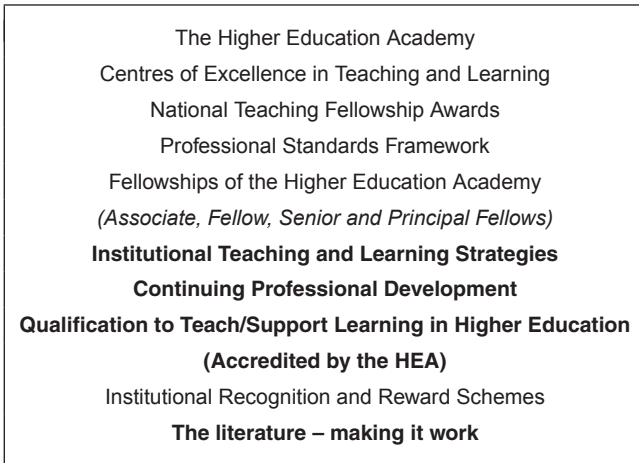 The Higher Education Academy
Centres of Excellence in Teaching and Learning
National Teaching Fellowship Awards
Professional Standards Framework
Fellowships of the Higher Education Academy
(Associate, Fellow, Senior and Principal Fellows)
Institutional Teaching and Learning Strategies
Continuing Professional Development
Qualification to Teach/Support Learning in Higher Education
(Accredited by the HEA)
Institutional Recognition and Reward Schemes
The literature – making it work